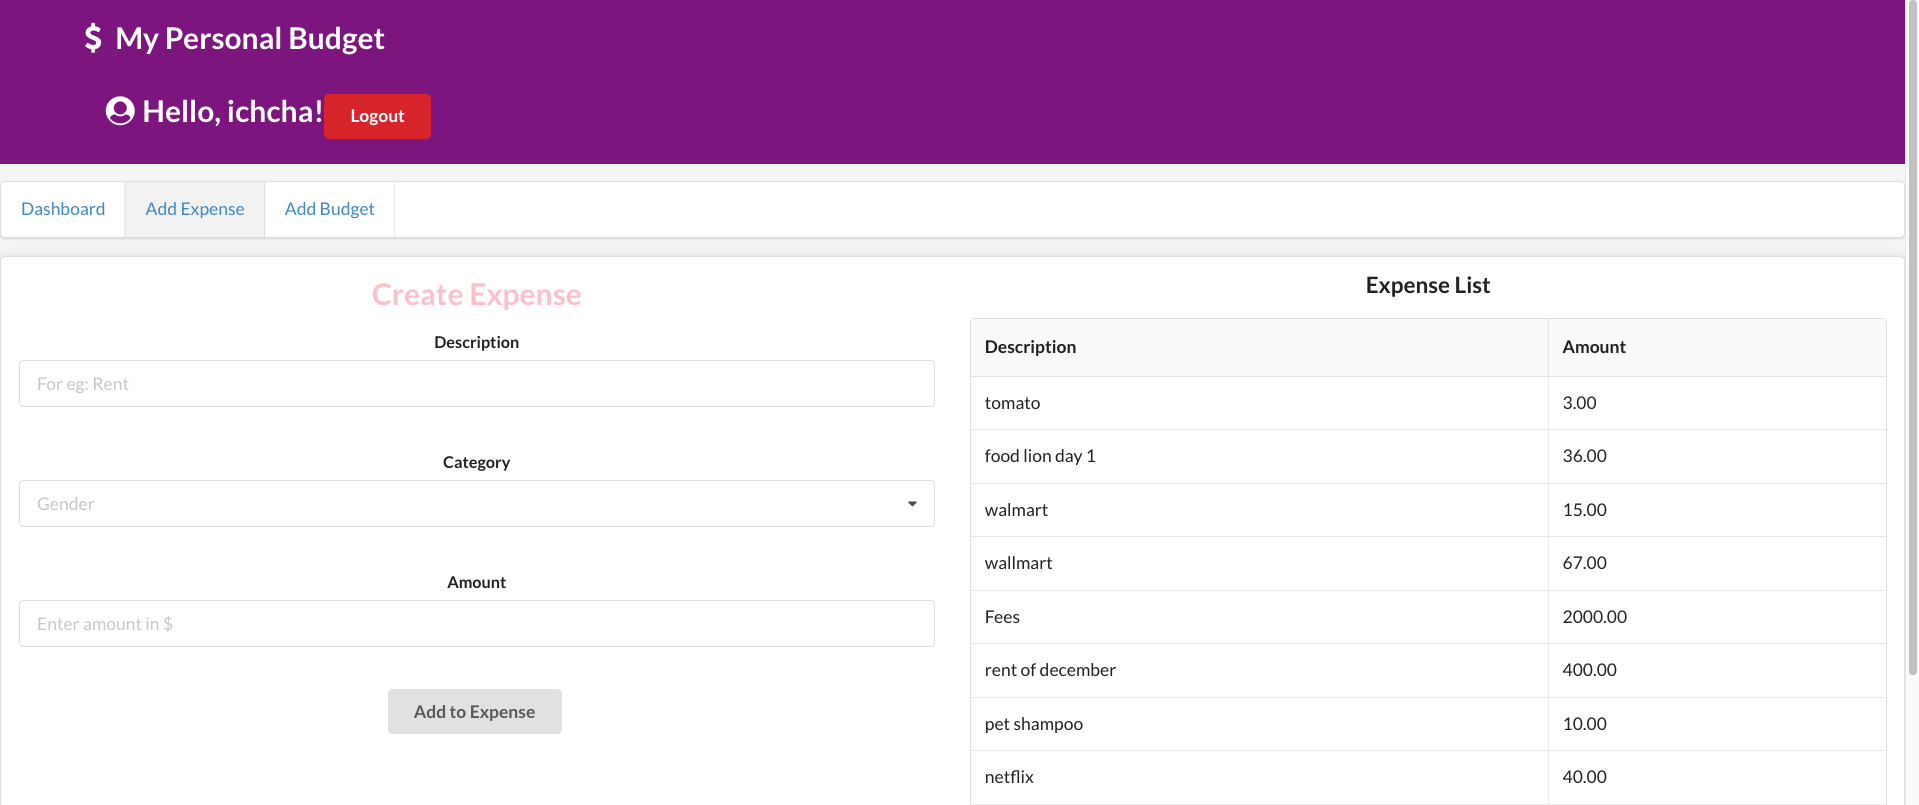 $ My Personal Budget
Hello, ichcha! Logout
Dashboard Add Expense Add Budget
Create Expense
Description
For eg: Rent
Category
Gender
Amount
Enter amount in $
Add to Expense
Expense List
Description Amount
tomato 3.00
food lion day 1 36.00
walmart 15.00
wallmart 67.00
Fees 2000.00
rent of december 400.00
pet shampoo 10.00
netflix 40.00